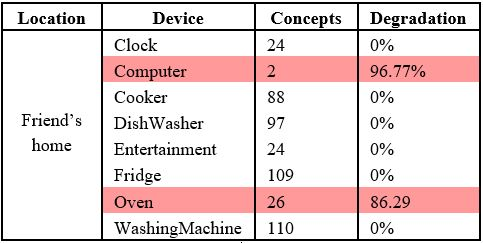 Location Device Concepts Degradation
Clock 24 0%
Computer 2 96.77%
Cooker 88 0%
DishWasher 97 0%
Friend's
home
Entertainment 24 0%
Fridge 109 0%
Oven 26 86.29
WashingMachine 110 0%